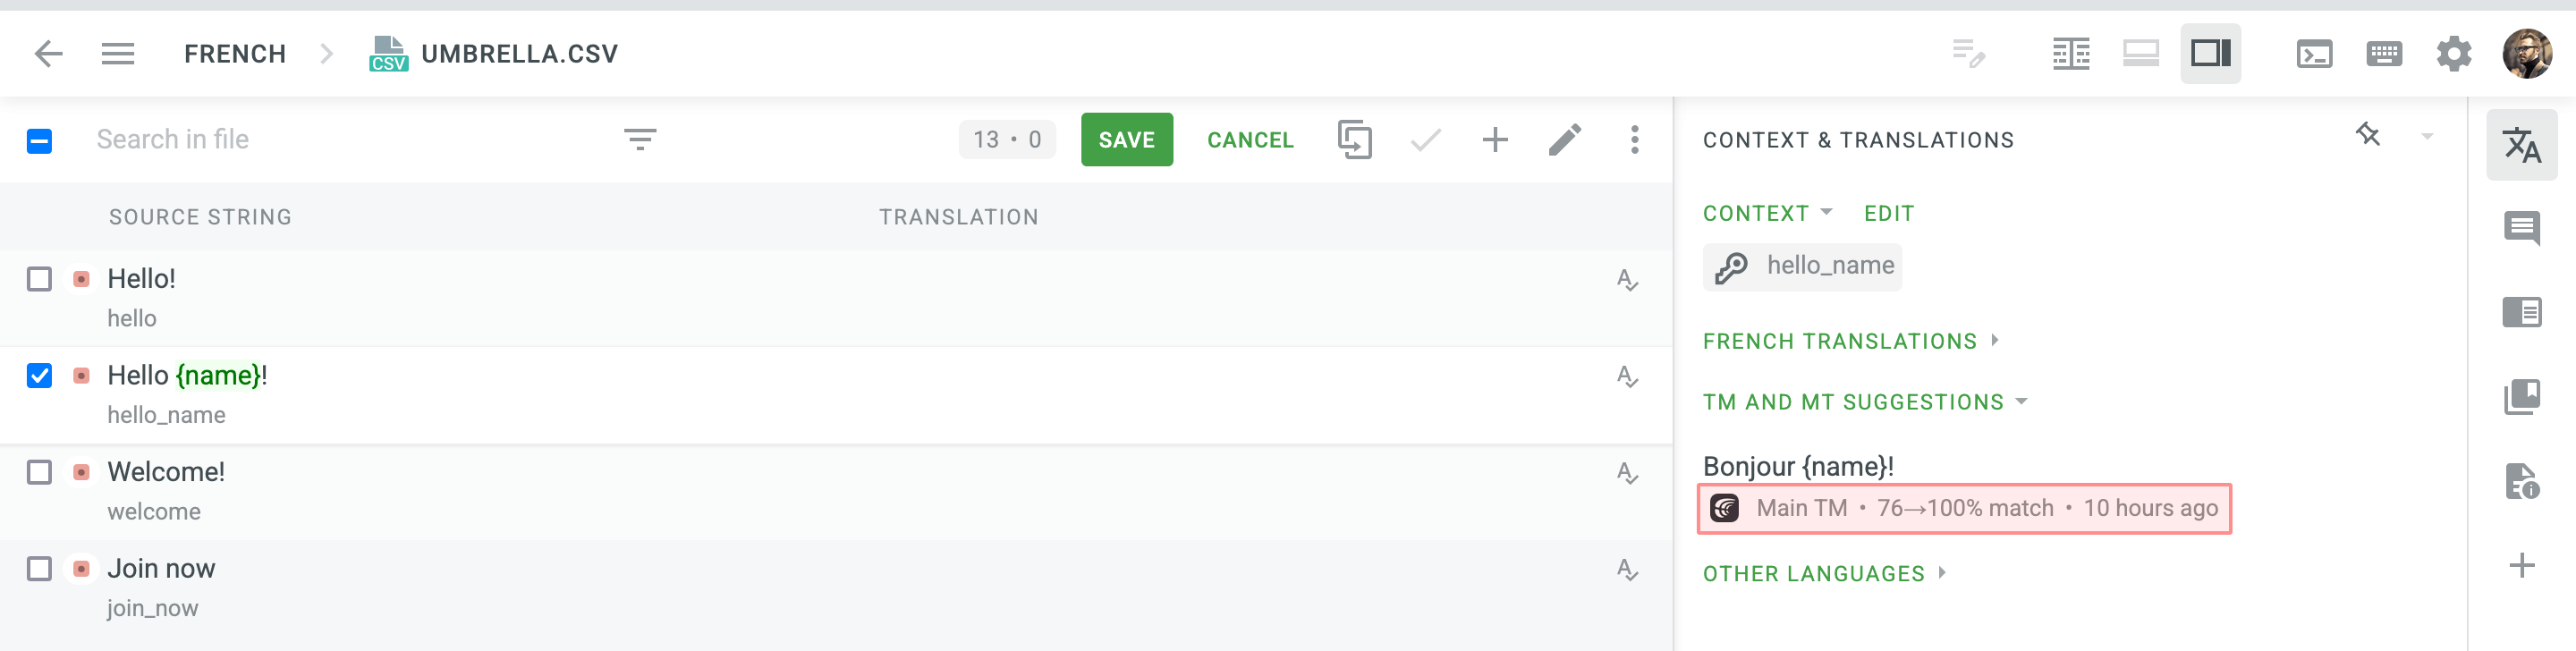 FRENCH > CSV UMBRELLA.CSV
Search in file 13 • 0 SAVE CANCEL
SOURCE STRING TRANSLATION
Hello!
hello
Hello {name}!
hello_name
Welcome!
welcome
Join now
join_now
CONTEXT & TRANSLATIONS
CONTEXT EDIT
hello_name
FRENCH TRANSLATIONS
TM AND MT SUGGESTIONS
Bonjour {name}!
Main TM • 76→100% match • 10 hours ago
OTHER LANGUAGES